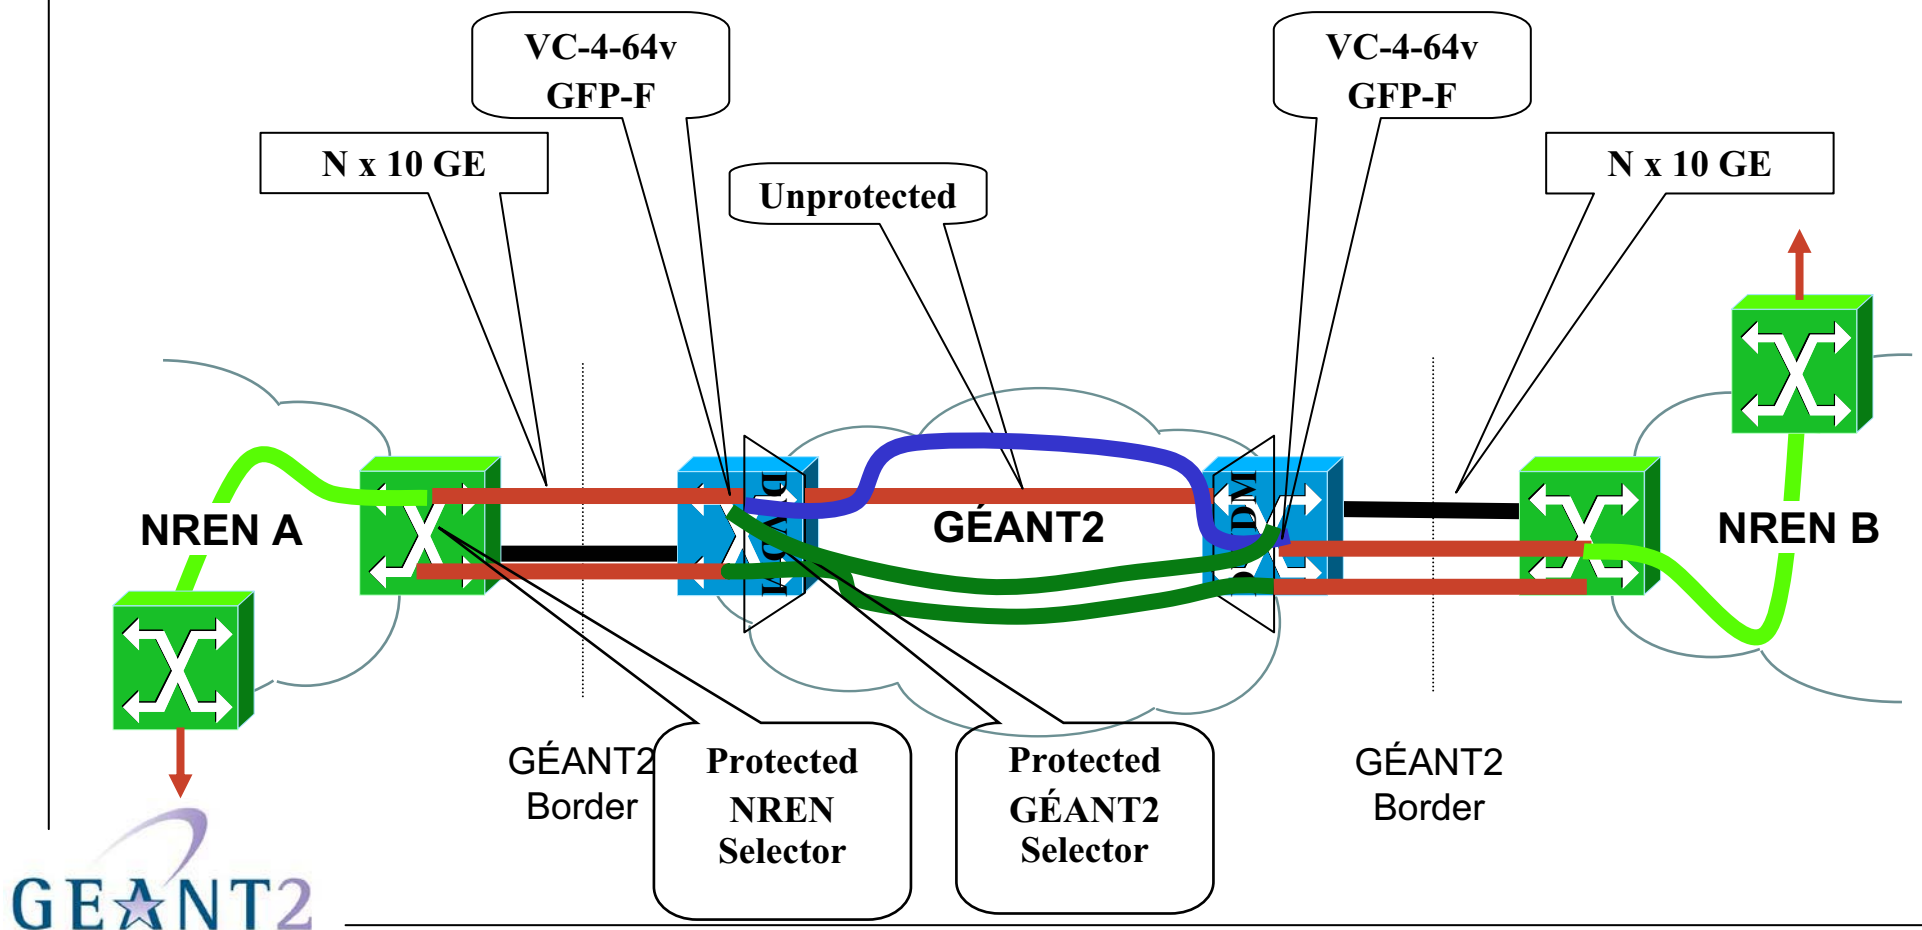 VC-4-64v
GFP-F
VC-4-64v
GFP-F
N x 10 GE
N x 10 GE
Unprotected
NREN A
GÉANT2
NREN B
GÉANT2
Border
Protected
NREN
Selector
Protected
GÉANT2
Selector
GÉANT2
Border
GEANT2